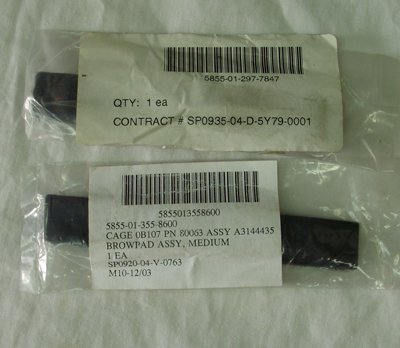 5855-01-297-7847
QTY: 1 ea
CONTRACT # SP0935-04-D-5Y79-0001
5855013558600
5855-01-355-8600
CAGE 0B107 PN 80063 ASSY A3144435
BROWPAD ASSY, MEDIUM
1 EA
SP0920-04-V-0763
M10-12/03